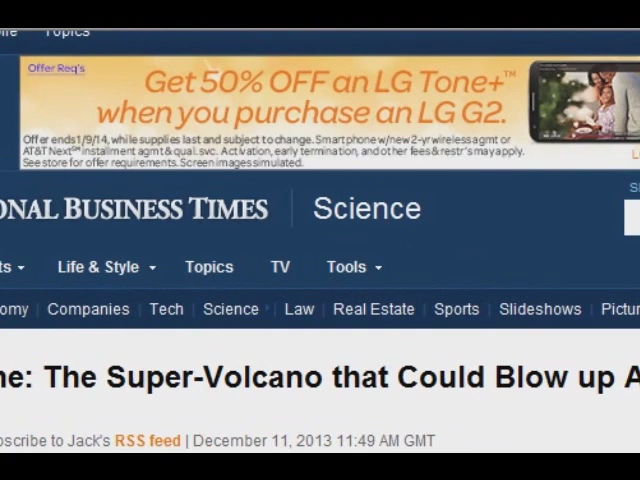 Topics
Offer Req's
Get 50% OFF an LG Tone+™
when you purchase an LG G2.
Offer ends 1/9/14, while supplies last and subject to change. Smartphone w/new 2-yr wireless agmt or
AT&T Next℠ installment agmt & qual. svc. Activation, early termination, and other fees & restr's may apply.
See store for offer requirements. Screen images simulated.
ONAL BUSINESS TIMES Science
ts Life & Style Topics TV Tools
omy Companies Tech Science Law Real Estate Sports Slideshows Pictur
ne: The Super-Volcano that Could Blow up A
bscribe to Jack's RSS feed | December 11, 2013 11:49 AM GMT